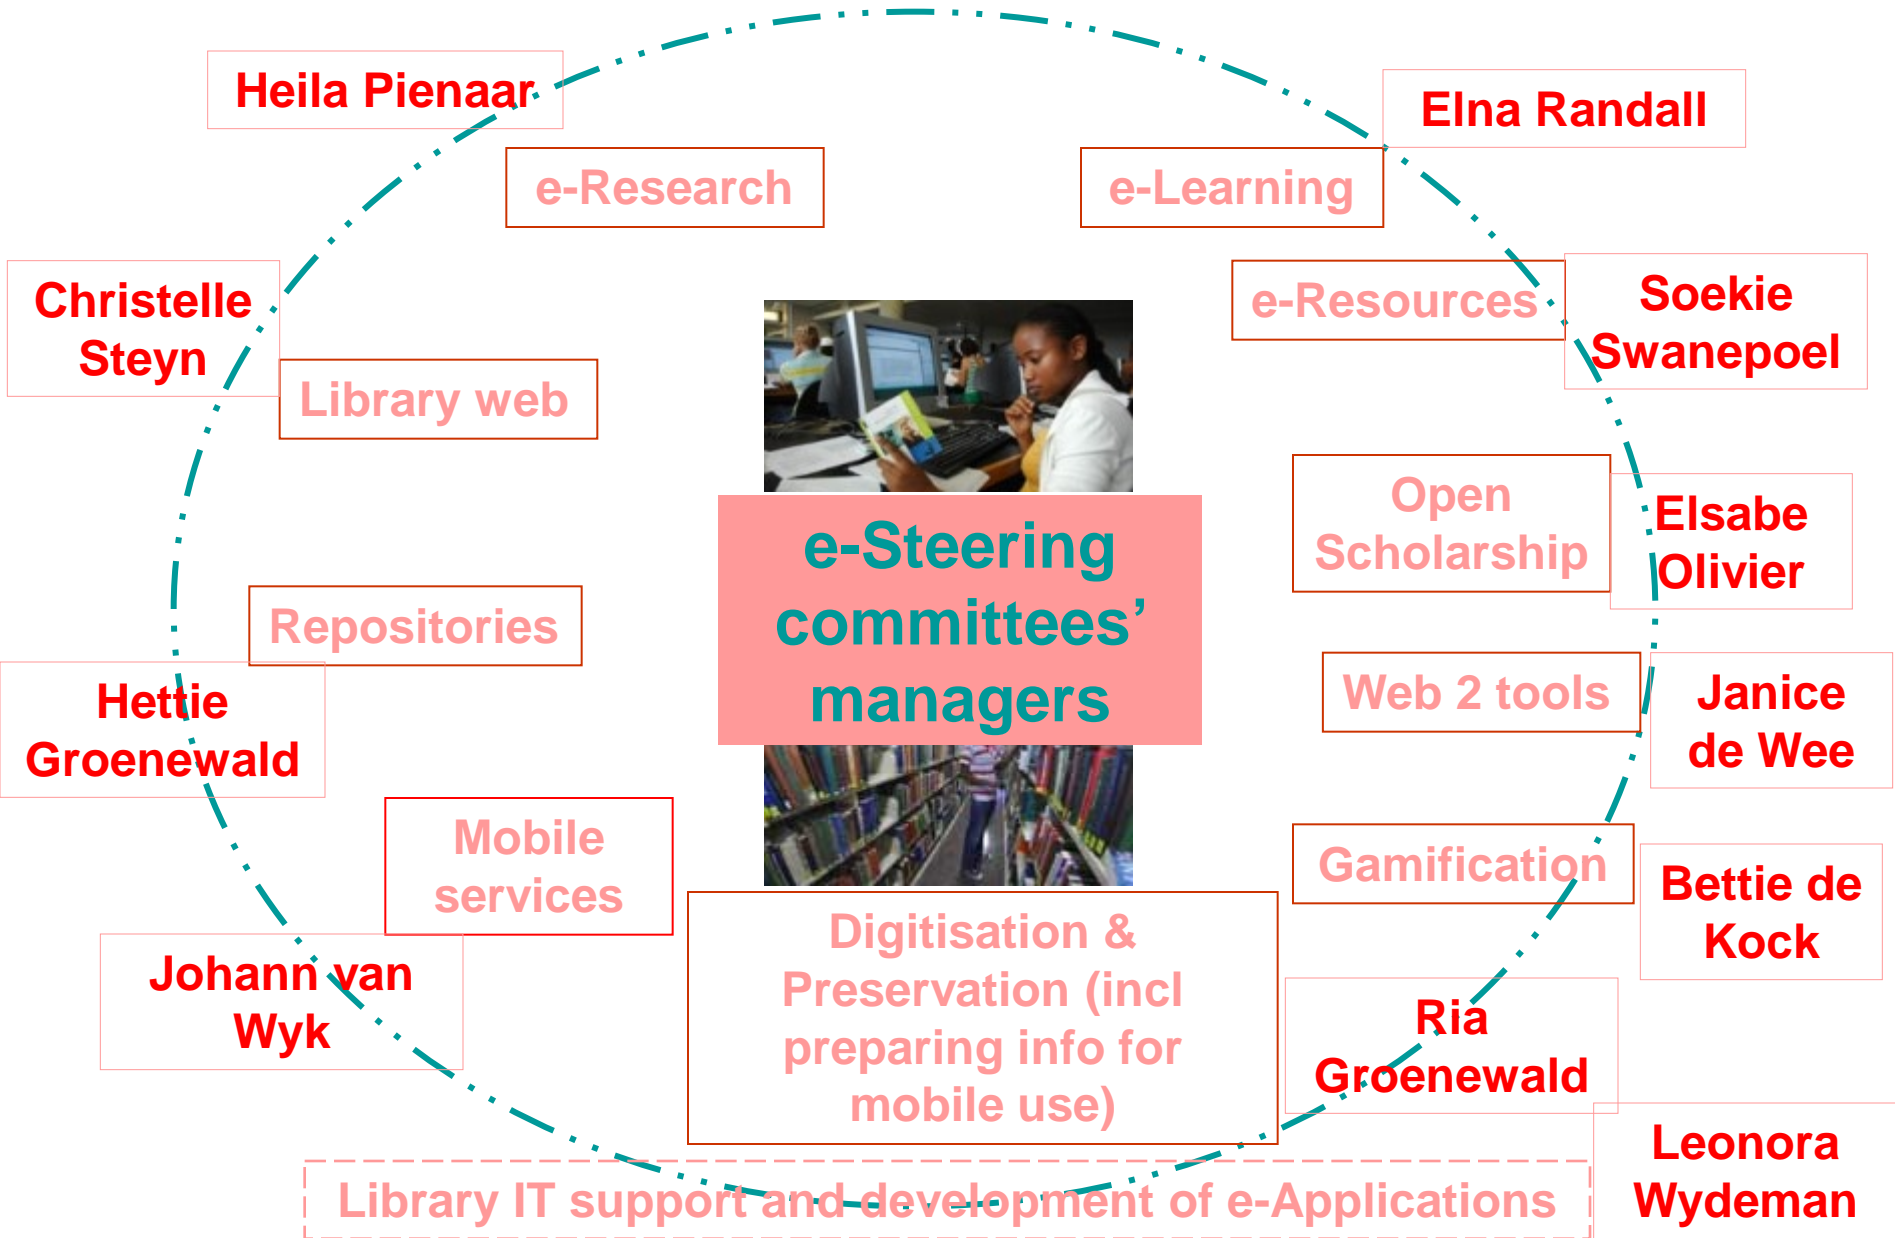 Heila Pienaar
Elna Randall
e-Research
e-Learning
Christelle
Steyn
e-Resources
Soekie
Swanepoel
Library web
Open
Scholarship
Elsabe
Olivier
e-Steering
committees’
managers
Repositories
Hettie
Groenewald
Web 2 tools
Janice
de Wee
Mobile
services
Gamification
Bettie de
Kock
Johann van
Wyk
Digitisation &
Preservation (incl
preparing info for
mobile use)
Ria
Groenewald
Library IT support and development of e-Applications
Leonora
Wydeman